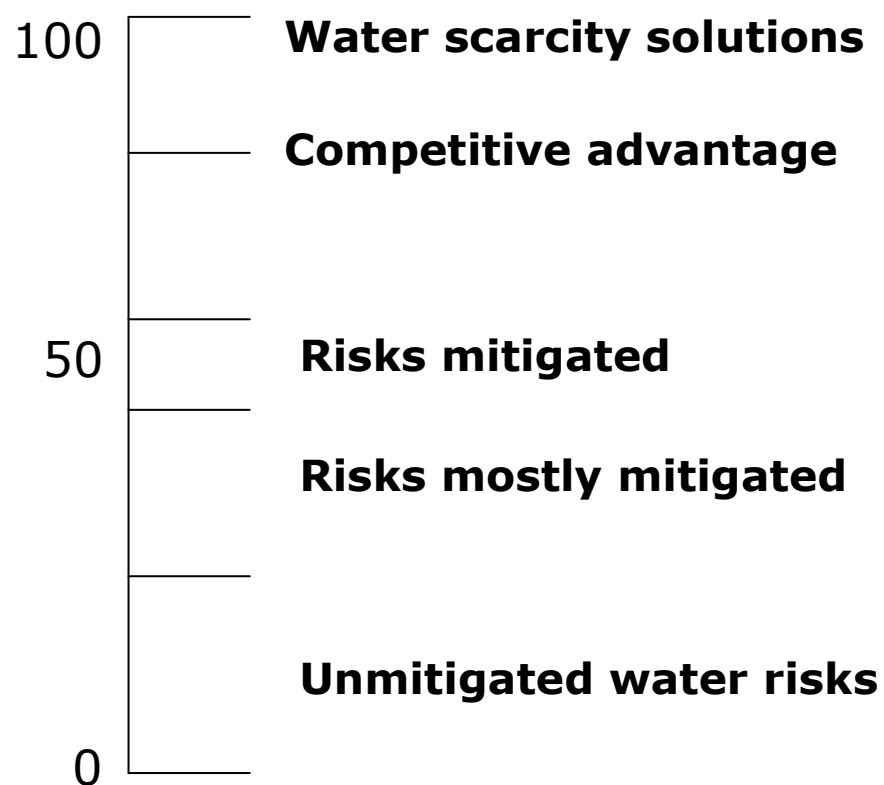 100 Water scarcity solutions
Competitive advantage
50 Risks mitigated
Risks mostly mitigated
Unmitigated water risks
0